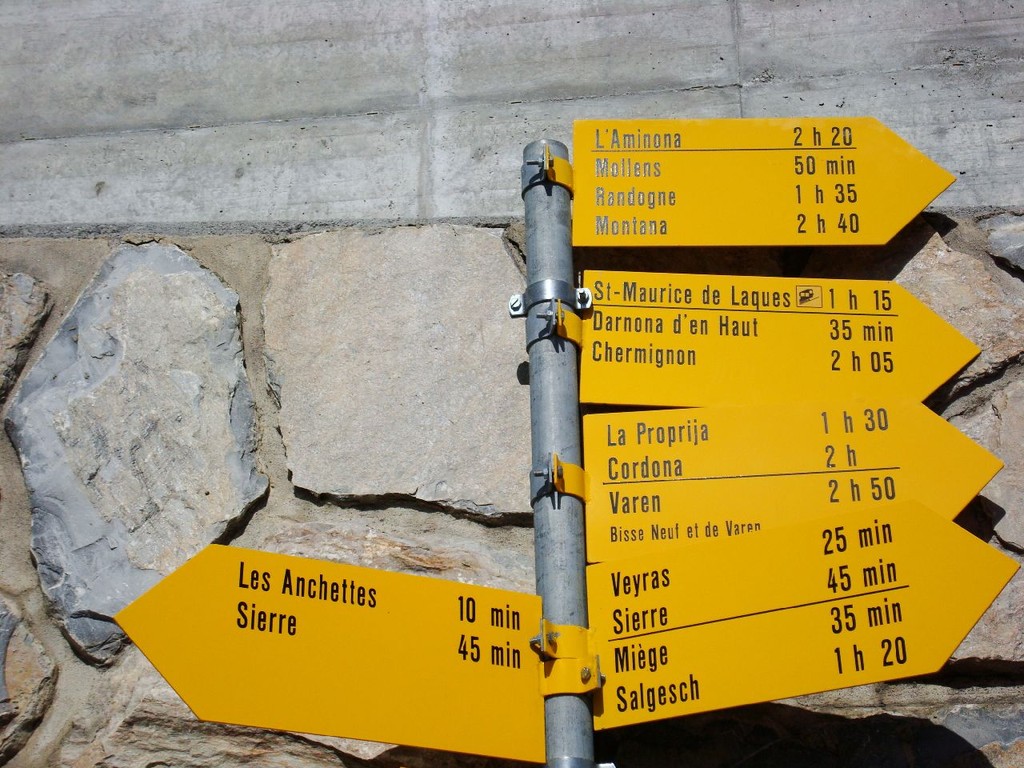 L'Aminona 2 h 20
Mollens 50 min
Randogne 1 h 35
Montana 2 h 40
St-Maurice de Laques 1 h 15
Darnona d'en Haut 35 min
Chermignon 2 h 05
La Proprija 1 h 30
Cordona 2 h
Varen 2 h 50
Bisse Neuf et de Varen
Veyras 25 min
Sierre 45 min
Miège 35 min
Salgesch 1 h 20
Les Anchettes 10 min
Sierre 45 min